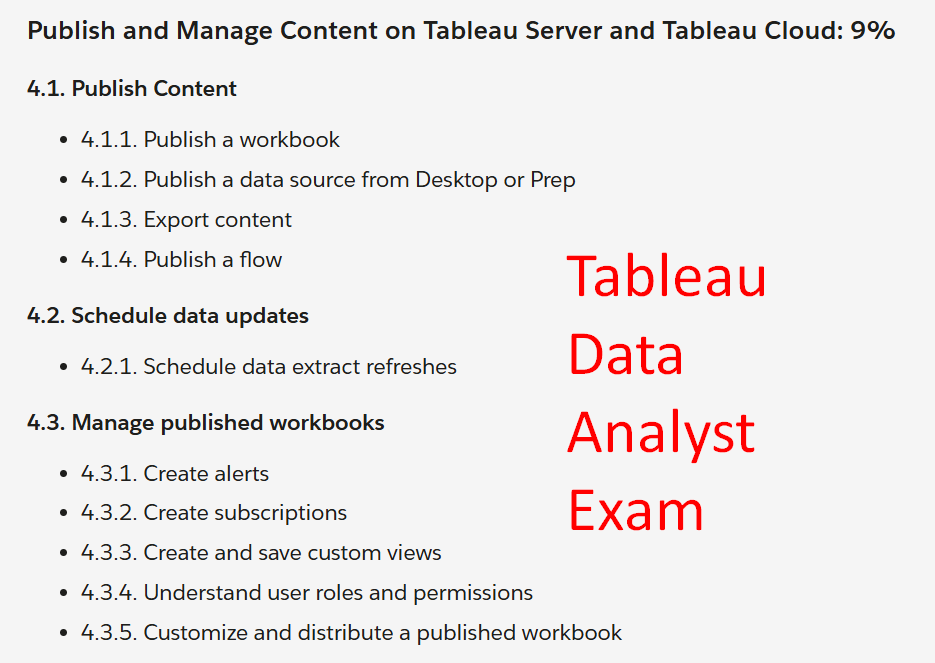 Publish and Manage Content on Tableau Server and Tableau Cloud: 9%
4.1. Publish Content
• 4.1.1. Publish a workbook
• 4.1.2. Publish a data source from Desktop or Prep
• 4.1.3. Export content
• 4.1.4. Publish a flow
4.2. Schedule data updates
• 4.2.1. Schedule data extract refreshes
4.3. Manage published workbooks
• 4.3.1. Create alerts
• 4.3.2. Create subscriptions
• 4.3.3. Create and save custom views
• 4.3.4. Understand user roles and permissions
• 4.3.5. Customize and distribute a published workbook
Tableau
Data
Analyst
Exam